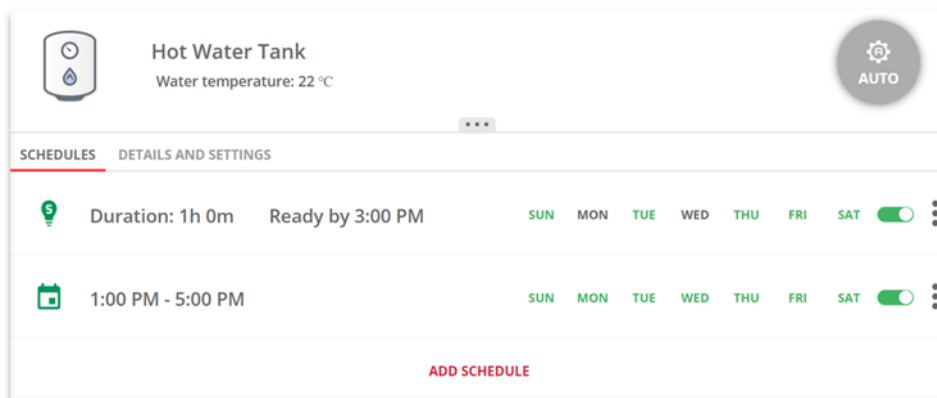 Hot Water Tank
Water temperature: 22 °C
AUTO
SCHEDULES DETAILS AND SETTINGS
S Duration: 1h 0m Ready by 3:00 PM SUN MON TUE WED THU FRI SAT
1:00 PM - 5:00 PM SUN MON TUE WED THU FRI SAT
ADD SCHEDULE